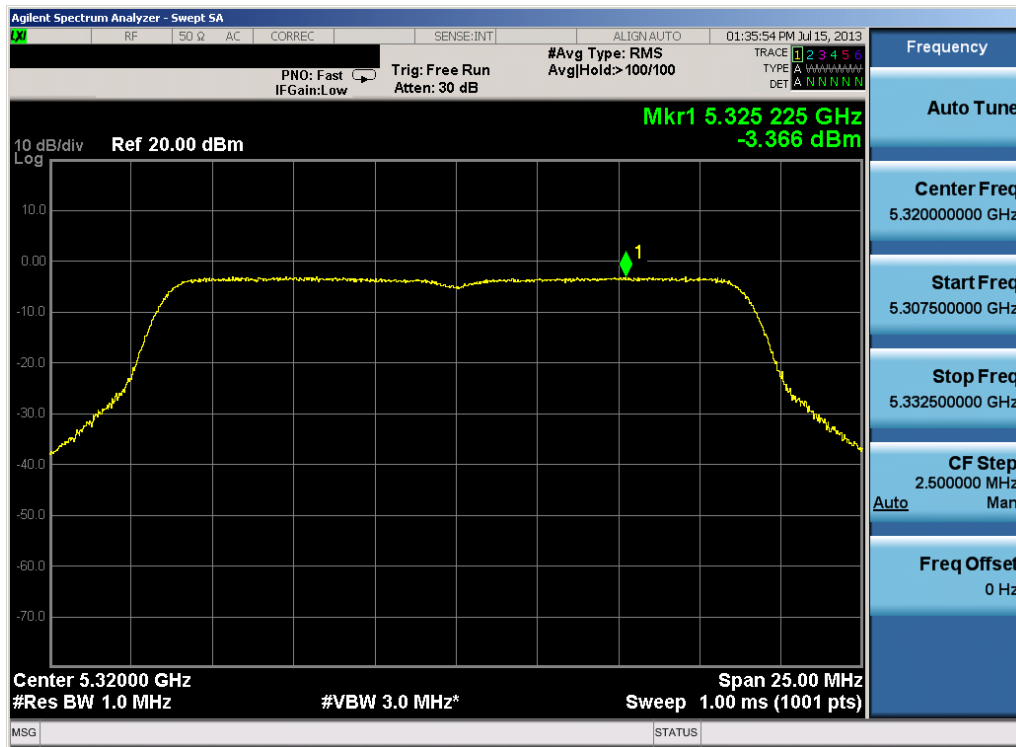 Agilent Spectrum Analyzer - Swept SA
LXI RF 50 Ω AC CORREC SENSE:INT ALIGN AUTO 01:35:54 PM Jul 15, 2013
PNO: Fast
IFGain:Low
Trig: Free Run
Atten: 30 dB
#Avg Type: RMS
Avg|Hold:> 100/100
TRACE 1 2 3 4 5 6
TYPE A WWWWW
DET A N N N N N
Mkr1 5.325 225 GHz
-3.366 dBm
10 dB/div Ref 20.00 dBm
Log
10.0
0.00
-10.0
-20.0
-30.0
-40.0
-50.0
-60.0
-70.0
1
Center 5.32000 GHz Span 25.00 MHz
#Res BW 1.0 MHz #VBW 3.0 MHz* Sweep 1.00 ms (1001 pts)
MSG STATUS
Frequency
Auto Tune
Center Freq
5.320000000 GHz
Start Freq
5.307500000 GHz
Stop Freq
5.332500000 GHz
CF Step
2.500000 MHz
Auto Man
Freq Offset
0 Hz